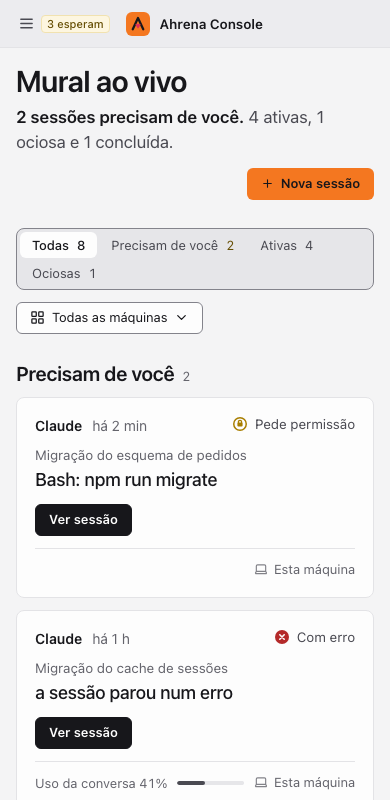 3 esperam
Ahrena Console
Mural ao vivo
2 sessões precisam de você. 4 ativas, 1
ociosa e 1 concluída.
+ Nova sessão
Todas 8
Precisam de você 2
Ativas 4
Ociosas 1
Todas as máquinas
Precisam de você 2
Claude há 2 min
Pede permissão
Migração do esquema de pedidos
Bash: npm run migrate
Ver sessão
Esta máquina
Claude há 1 h
Com erro
Migração do cache de sessões
a sessão parou num erro
Ver sessão
Uso da conversa 41%
Esta máquina